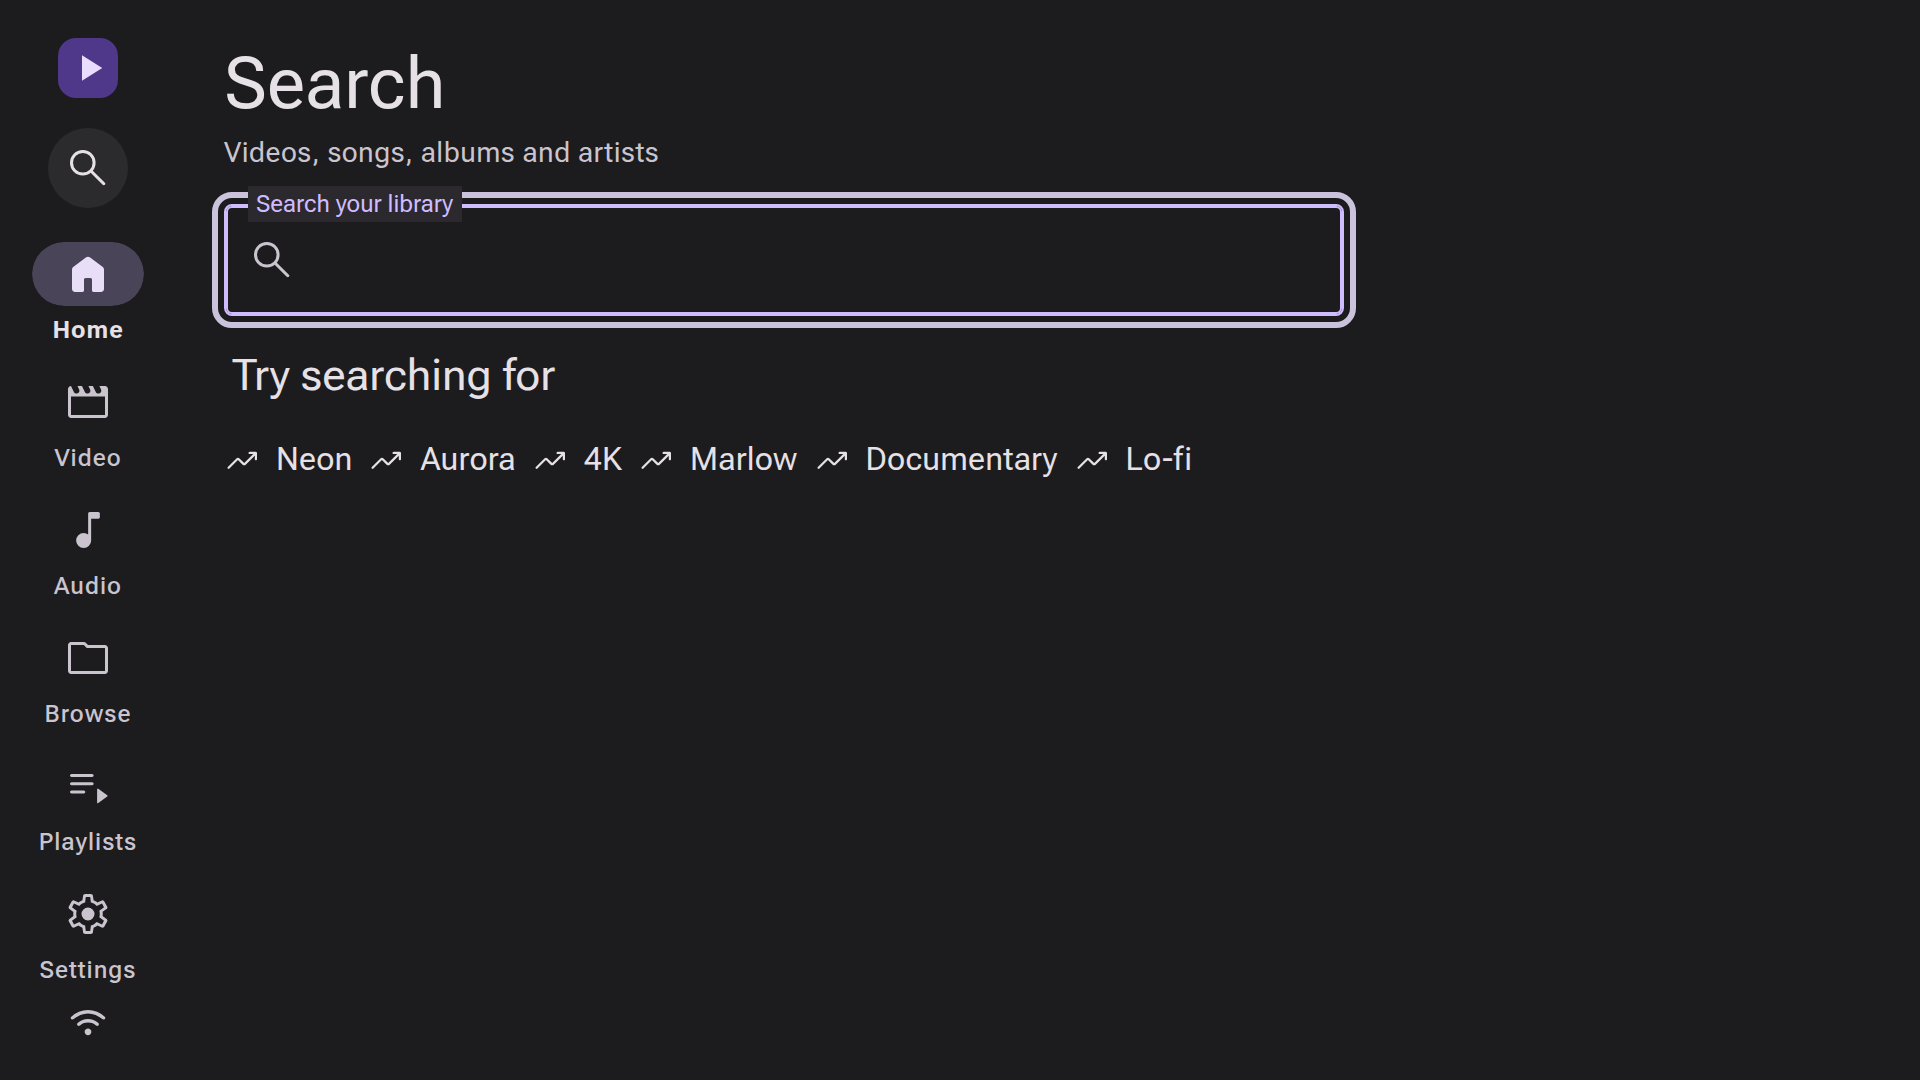 Search
Videos, songs, albums and artists
Search your library
Try searching for
Neon Aurora 4K Marlow Documentary Lo-fi
Home
Video
Audio
Browse
Playlists
Settings